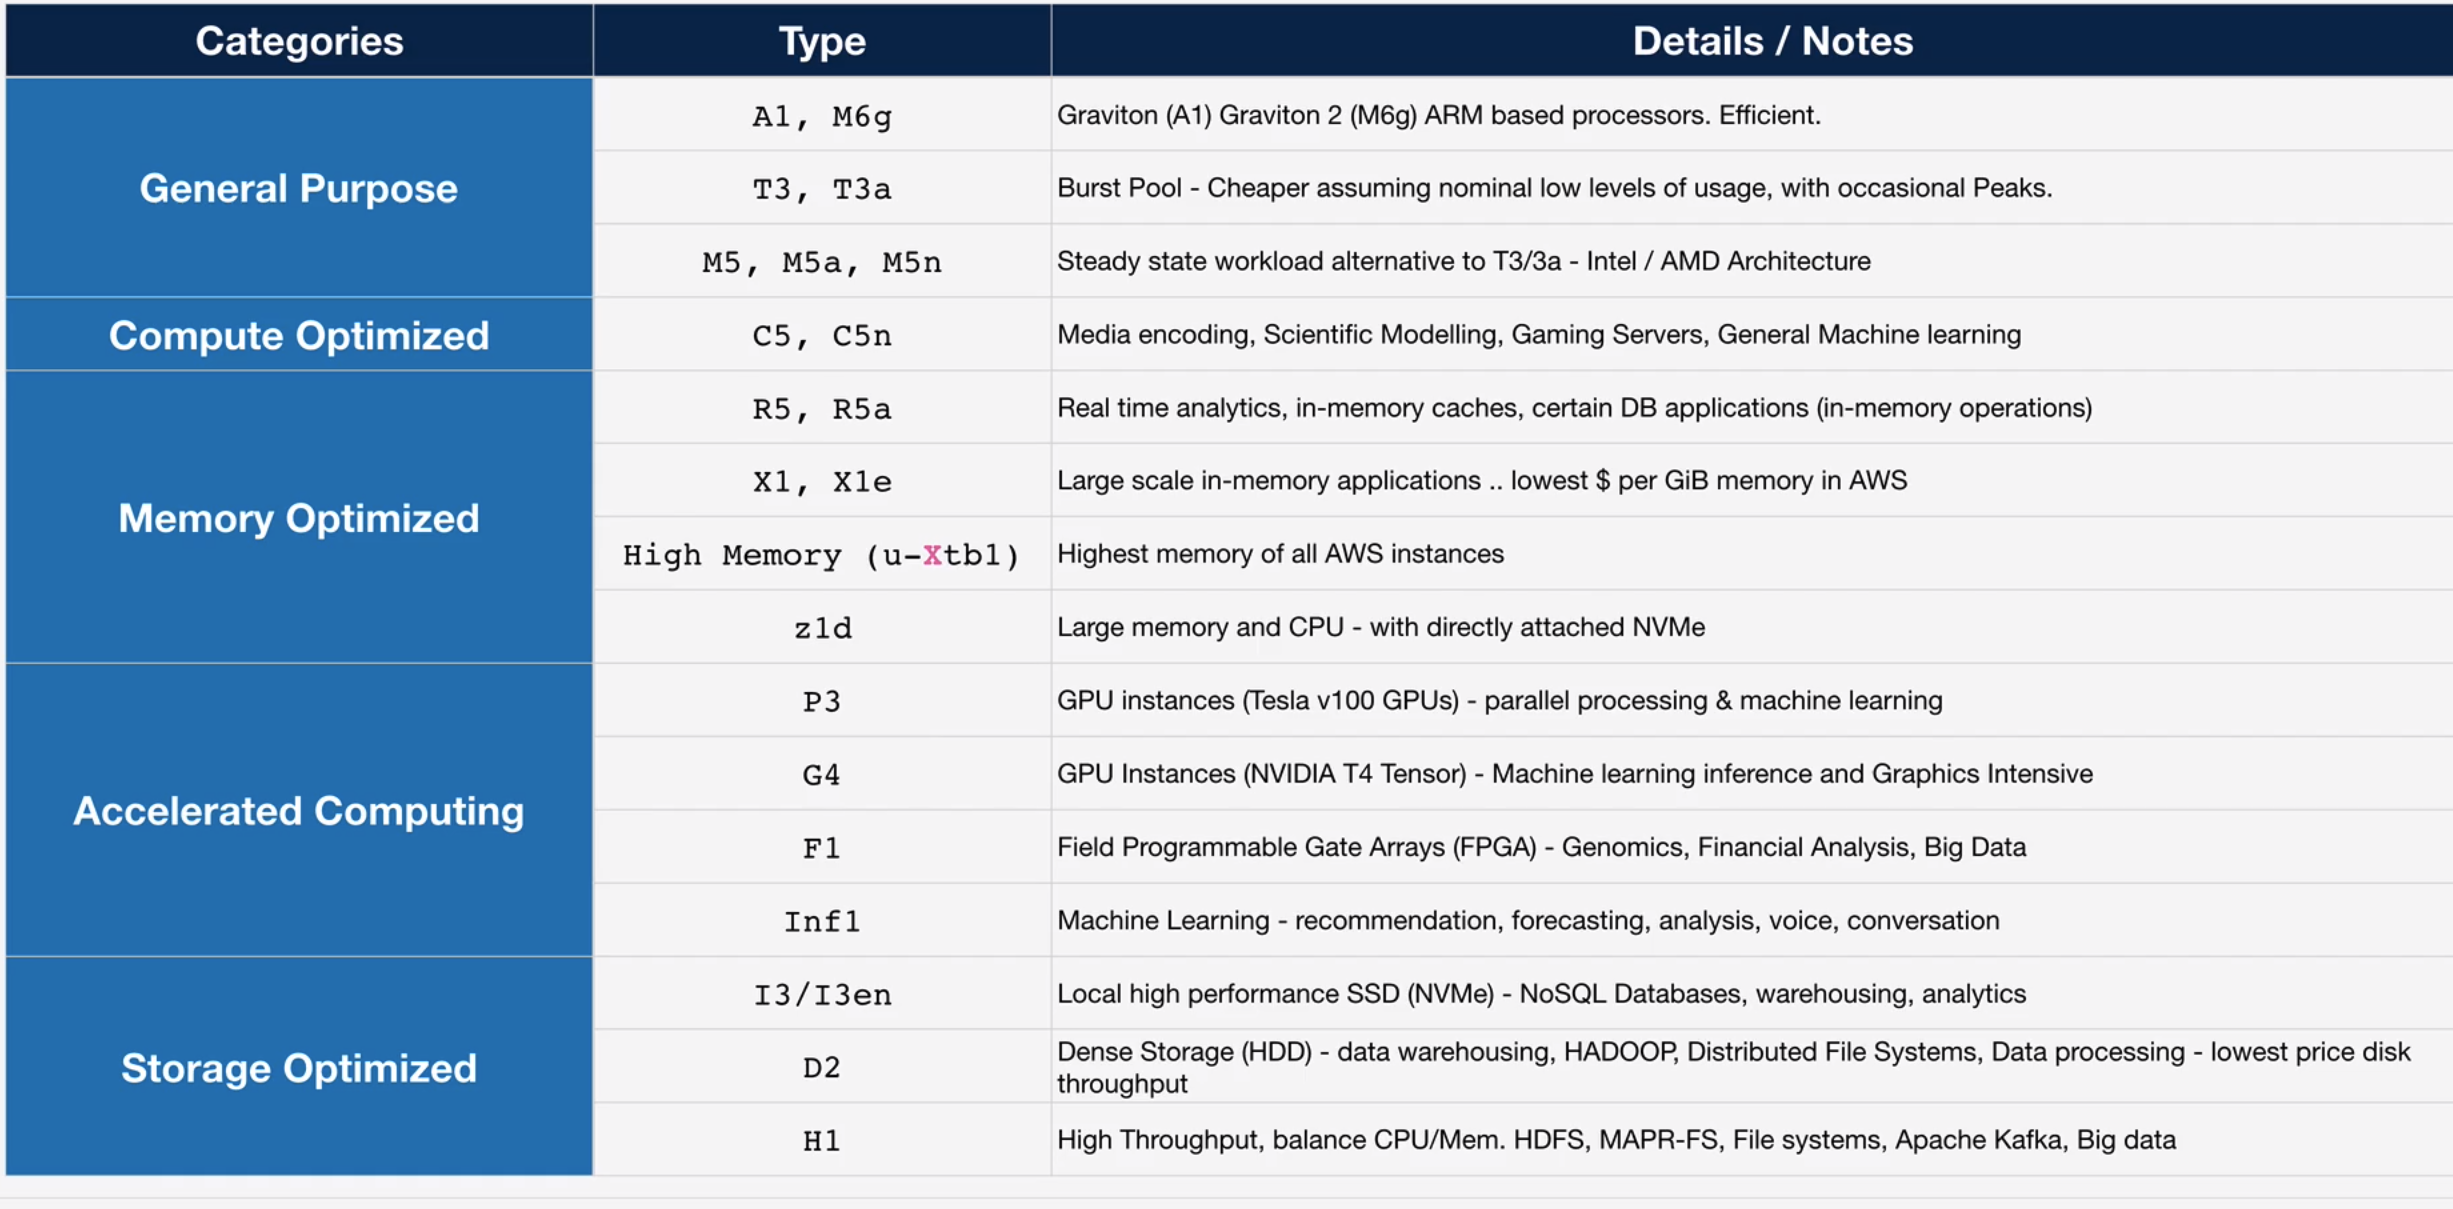 Categories
Type
Details / Notes
General Purpose
A1, M6g
Graviton (A1) Graviton 2 (M6g) ARM based processors. Efficient.
T3, T3a
Burst Pool - Cheaper assuming nominal low levels of usage, with occasional Peaks.
M5, M5a, M5n
Steady state workload alternative to T3/3a - Intel / AMD Architecture
Compute Optimized
C5, C5n
Media encoding, Scientific Modelling, Gaming Servers, General Machine learning
Memory Optimized
R5, R5a
Real time analytics, in-memory caches, certain DB applications (in-memory operations)
X1, X1e
Large scale in-memory applications .. lowest $ per GiB memory in AWS
High Memory (u-Xtb1)
Highest memory of all AWS instances
z1d
Large memory and CPU - with directly attached NVMe
Accelerated Computing
P3
GPU instances (Tesla v100 GPUs) - parallel processing & machine learning
G4
GPU Instances (NVIDIA T4 Tensor) - Machine learning inference and Graphics Intensive
F1
Field Programmable Gate Arrays (FPGA) - Genomics, Financial Analysis, Big Data
Inf1
Machine Learning - recommendation, forecasting, analysis, voice, conversation
Storage Optimized
I3/I3en
Local high performance SSD (NVMe) - NoSQL Databases, warehousing, analytics
D2
Dense Storage (HDD) - data warehousing, HADOOP, Distributed File Systems, Data processing - lowest price disk
throughput
H1
High Throughput, balance CPU/Mem. HDFS, MAPR-FS, File systems, Apache Kafka, Big data